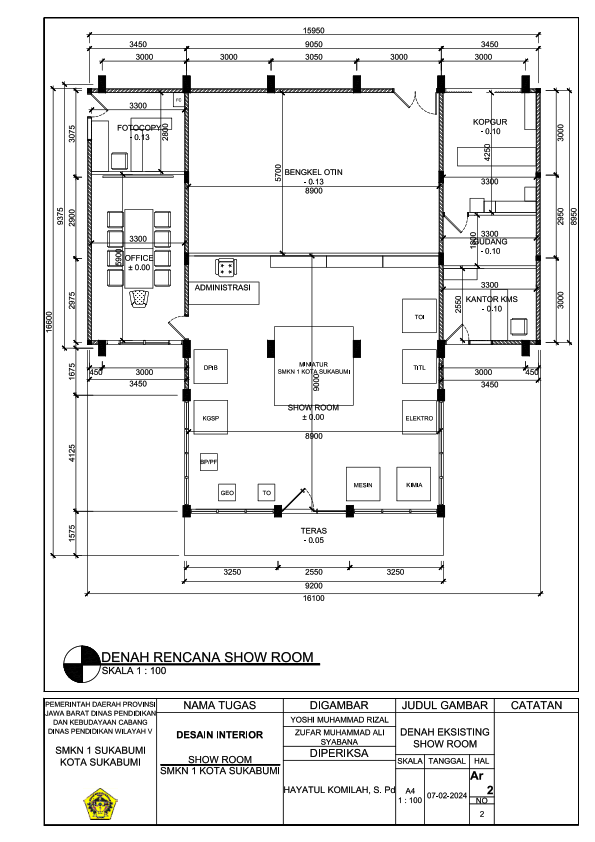 15950
3450
9050
3450
3000
3000
3050
3000
3000
3300
FC
FOTOCOPY
- 0.13
2800
KOPGUR
- 0.10
4250
3300
BENGKEL OTIN
- 0.13
8900
5700
3075
2900
2975
9375
16600
3000
2950
3000
8950
3300
OFFICE
± 0.00
5900
1800
GUDANG
- 0.10
3300
ADMINISTRASI
KANTOR KMS
- 0.10
2550
TOI
MINIATUR
SMKN 1 KOTA SUKABUMI
9000
DPIB
TITL
450
3000
3450
3000
450
3450
1675
SHOW ROOM
± 0.00
KGSP
ELEKTRO
8900
4125
SP/PF
GEO
TO
MESIN
KIMIA
TERAS
- 0.05
1575
3250
2550
3250
9200
16100
DENAH RENCANA SHOW ROOM
SKALA 1 : 100
PEMERINTAH DAERAH PROVINSI
JAWA BARAT DINAS PENDIDIKAN
DAN KEBUDAYAAN CABANG
DINAS PENDIDIKAN WILAYAH V
SMKN 1 SUKABUMI
KOTA SUKABUMI
NAMA TUGAS
DESAIN INTERIOR
SHOW ROOM
SMKN 1 KOTA SUKABUMI
DIGAMBAR
YOSHI MUHAMMAD RIZAL
ZUFAR MUHAMMAD ALI
SYABANA
DIPERIKSA
HAYATUL KOMILAH, S. Pd
JUDUL GAMBAR
DENAH EKSISTING
SHOW ROOM
SKALA
TANGGAL
HAL
A4
1 : 100
07-02-2024
Ar
2
NO
2
CATATAN